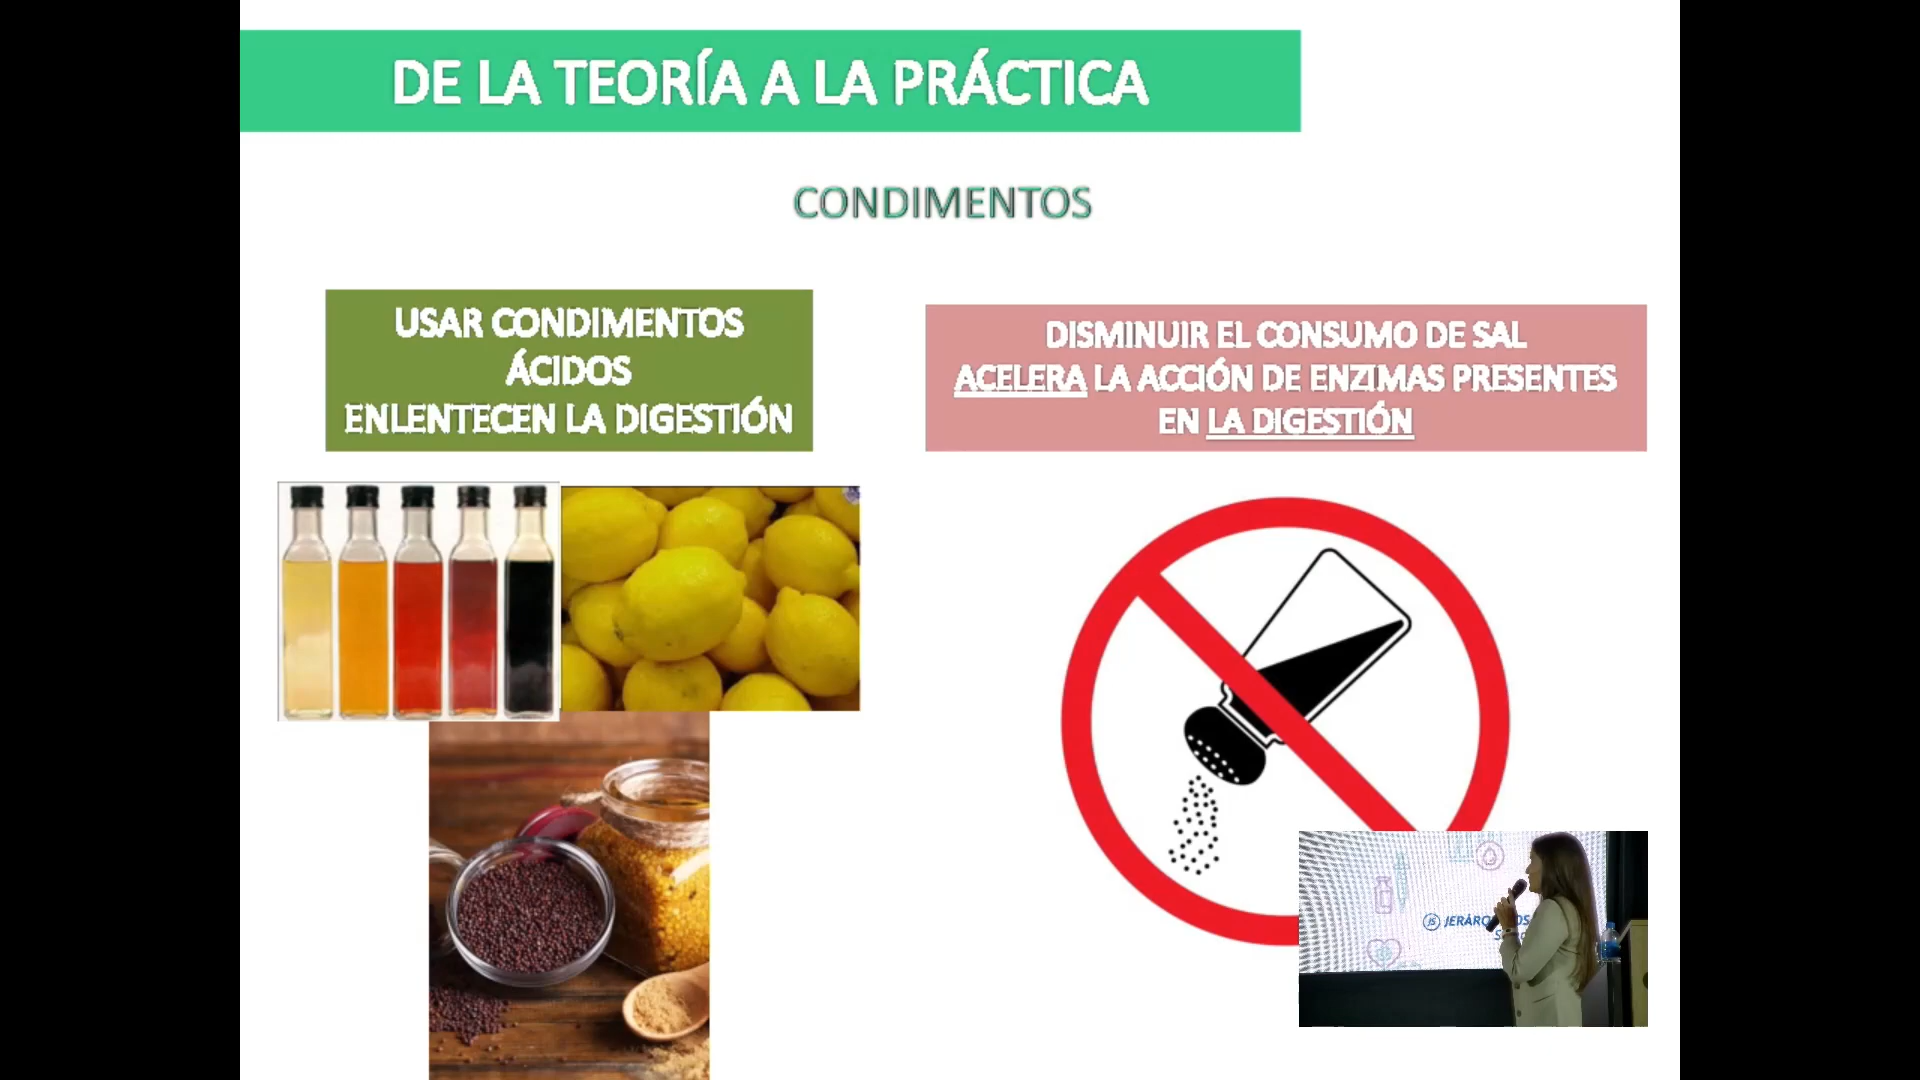 DE LA TEORÍA A LA PRÁCTICA
CONDIMENTOS
USAR CONDIMENTOS
ÁCIDOS
ENLENTECEN LA DIGESTIÓN
DISMINUIR EL CONSUMO DE SAL
ACELERA LA ACCIÓN DE ENZIMAS PRESENTES
EN LA DIGESTIÓN